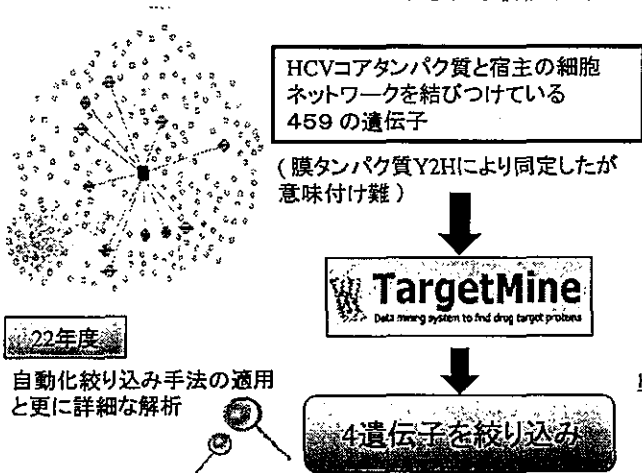 HCVコアタンパク質と宿主の細胞
ネットワークを結びつけている
459 の遺伝子
(膜タンパク質Y2Hにより同定したが
意味付け難)
TargetMine
Data mining system to find drug target proteins
22年度
自動化絞り込み手法の適用
と更に詳細な解析
4遺伝子を絞り込み